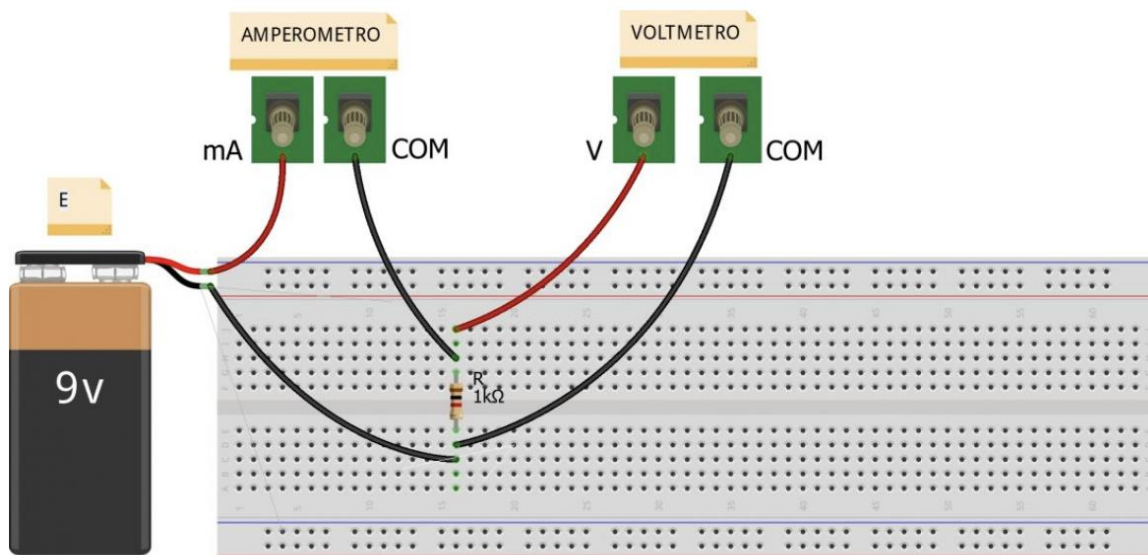 AMPEROMETRO
VOLTMETRO
mA
COM
V
COM
E
9v
R
1kΩ